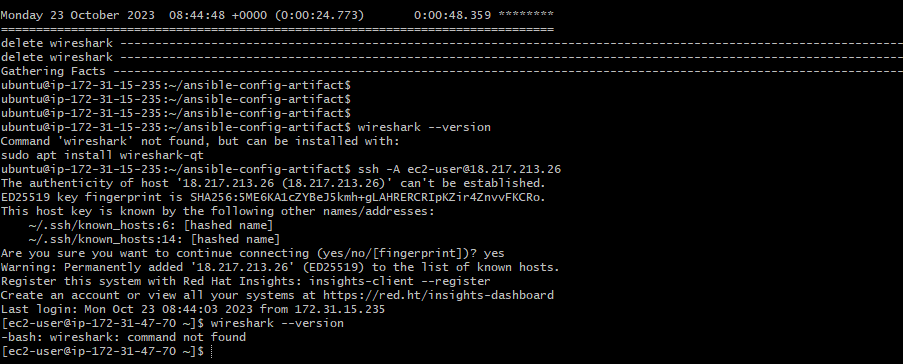 Monday 23 October 2023  08:44:48 +0000 (0:00:24.773)       0:00:48.359 ********
===============================================================================
delete wireshark ----------------------------------------------------------------------------------------------------------------
delete wireshark ----------------------------------------------------------------------------------------------------------------
Gathering Facts -----------------------------------------------------------------------------------------------------------------
ubuntu@ip-172-31-15-235:~/ansible-config-artifact$
ubuntu@ip-172-31-15-235:~/ansible-config-artifact$
ubuntu@ip-172-31-15-235:~/ansible-config-artifact$
ubuntu@ip-172-31-15-235:~/ansible-config-artifact$ wireshark --version
Command 'wireshark' not found, but can be installed with:
sudo apt install wireshark-qt
ubuntu@ip-172-31-15-235:~/ansible-config-artifact$ ssh -A ec2-user@18.217.213.26
The authenticity of host '18.217.213.26 (18.217.213.26)' can't be established.
ED25519 key fingerprint is SHA256:5ME6KA1cZYBeJ5kmh+gLAHRERCRIpKZir4ZnvvFKCRo.
This host key is known by the following other names/addresses:
    ~/.ssh/known_hosts:6: [hashed name]
    ~/.ssh/known_hosts:14: [hashed name]
Are you sure you want to continue connecting (yes/no/[fingerprint])? yes
Warning: Permanently added '18.217.213.26' (ED25519) to the list of known hosts.
Register this system with Red Hat Insights: insights-client --register
Create an account or view all your systems at https://red.ht/insights-dashboard
Last login: Mon Oct 23 08:44:03 2023 from 172.31.15.235
[ec2-user@ip-172-31-47-70 ~]$ wireshark --version
-bash: wireshark: command not found
[ec2-user@ip-172-31-47-70 ~]$